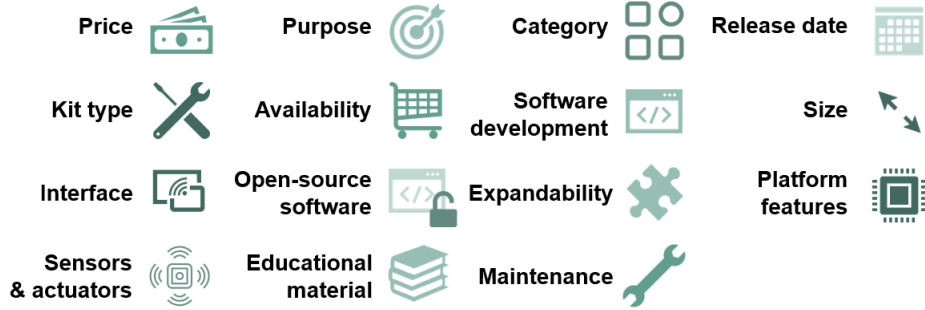 Price
Purpose
Category
Release date
Kit type
Availability
Software
development
Size
Interface
Open-source
software
Expandability
Platform
features
Sensors
& actuators
Educational
material
Maintenance